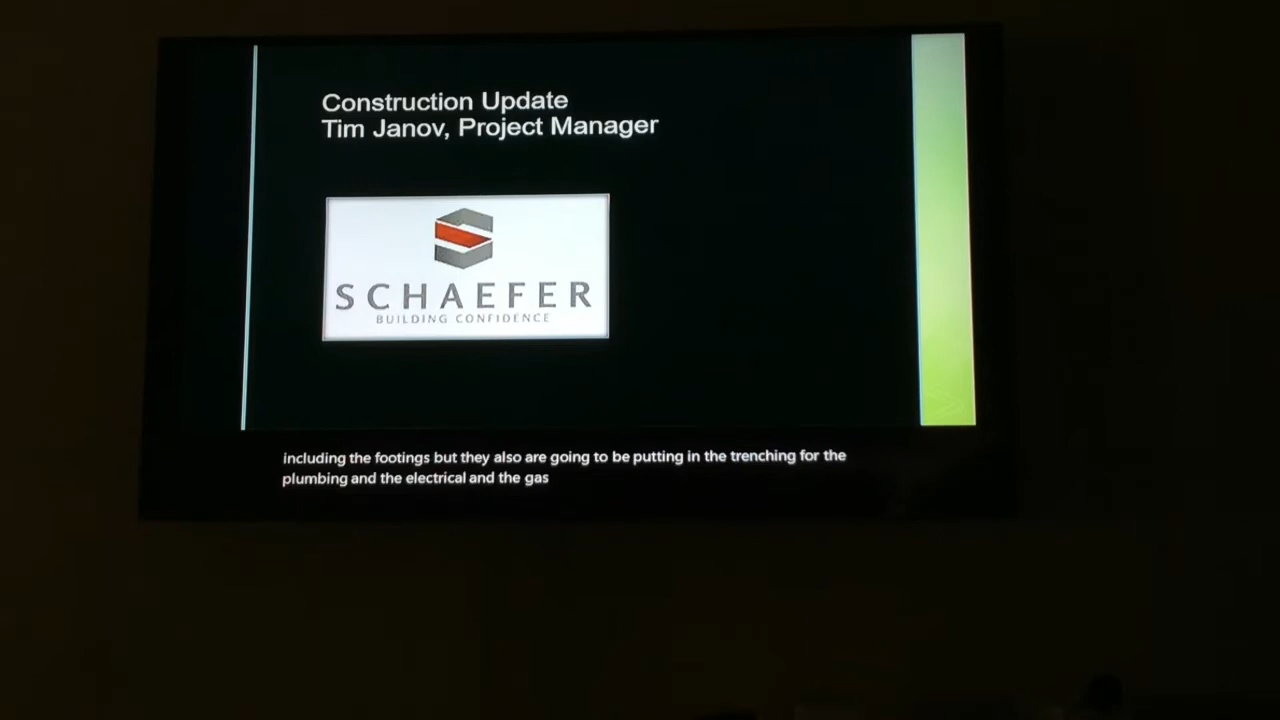 Construction Update
Tim Janov, Project Manager
SCHAEFER
BUILDING CONFIDENCE
including the footings but they also are going to be putting in the trenching for the
plumbing and the electrical and the gas